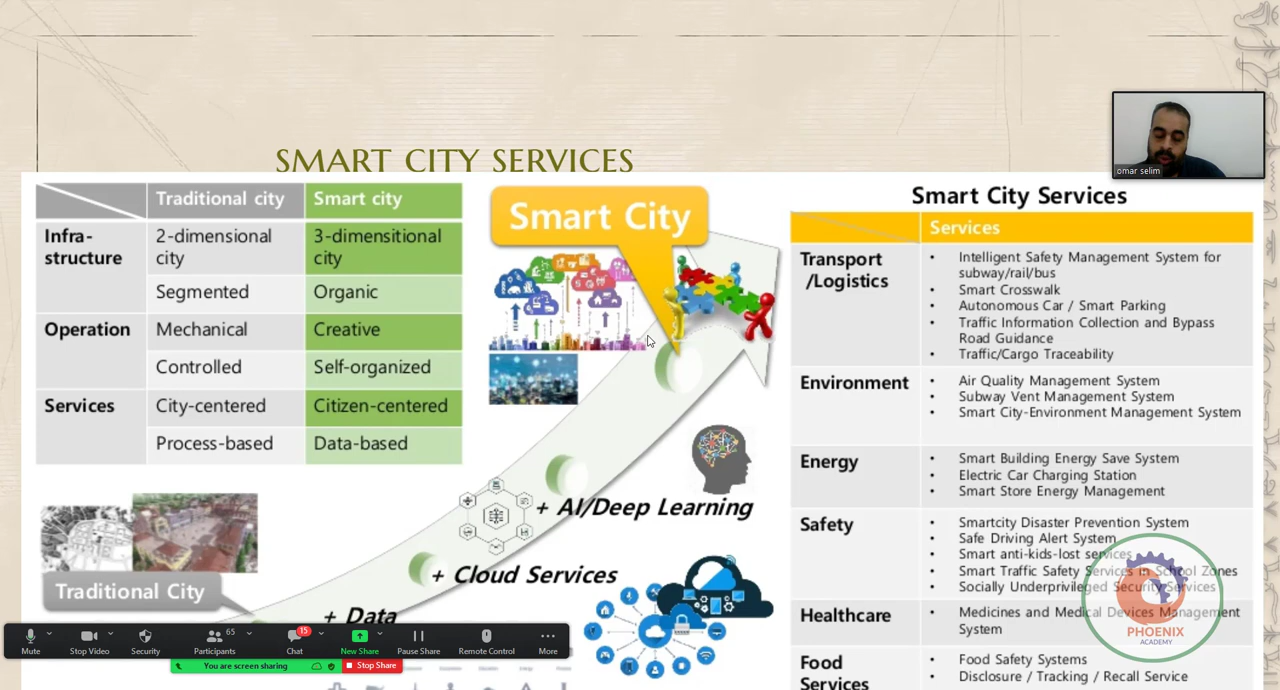 SMART CITY SERVICES
omar selim
Traditional city Smart city
Infra-
structure
2-dimensional
city
3-dimensitional
city
Segmented Organic
Operation Mechanical Creative
Controlled Self-organized
Services City-centered Citizen-centered
Process-based Data-based
Smart City
Traditional City
+ Data
+ Cloud Services
+ AI/Deep Learning
Smart City Services
Services
Transport
/Logistics
• Intelligent Safety Management System for
subway/rail/bus
• Smart Crosswalk
• Autonomous Car / Smart Parking
• Traffic Information Collection and Bypass
Road Guidance
• Traffic/Cargo Traceability
Environment
• Air Quality Management System
• Subway Vent Management System
• Smart City-Environment Management System
Energy
• Smart Building Energy Save System
• Electric Car Charging Station
• Smart Store Energy Management
Safety
• Smartcity Disaster Prevention System
• Safe Driving Alert System
• Smart anti-kids-lost services
• Smart Traffic Safety Services in School Zones
• Socially Underprivileged Security Services
Healthcare
• Medicines and Medical Devices Management
System
Food
Services
• Food Safety Systems
• Disclosure / Tracking / Recall Service
PHOENIX
ACADEMY
Mute
Stop Video
Security
65
Participants
15
Chat
New Share
Pause Share
Remote Control
More
You are screen sharing
Stop Share